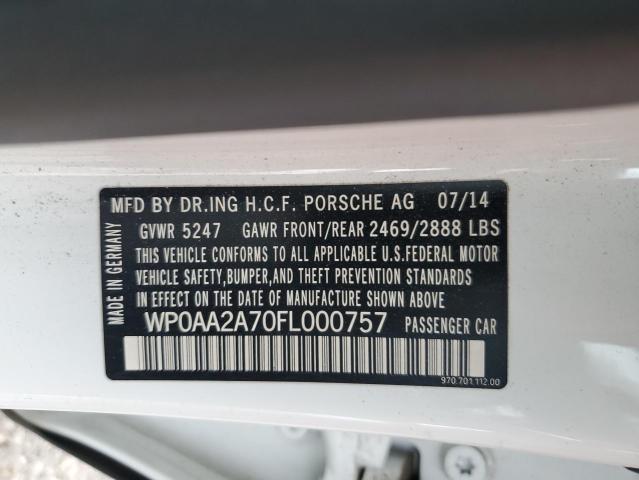 MFD BY DR.ING H.C.F. PORSCHE AG 07/14
GVWR 5247 GAWR FRONT/REAR 2469/2888 LBS
THIS VEHICLE CONFORMS TO ALL APPLICABLE U.S.FEDERAL MOTOR
VEHICLE SAFETY,BUMPER,AND THEFT PREVENTION STANDARDS
IN EFFECT ON THE DATE OF MANUFACTURE SHOWN ABOVE.
WP0AA2A70FL000757 PASSENGER CAR
970.701.112.00
MADE IN GERMANY